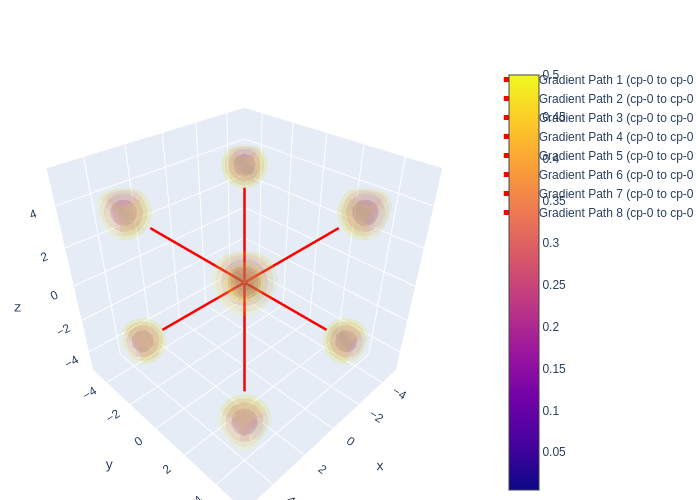 0.5
Gradient Path 1 (cp-0 to cp-0
Gradient Path 2 (cp-0 to cp-0
Gradient Path 3 (cp-0 to cp-0
0.45
Gradient Path 4 (cp-0 to cp-0
Gradient Path 5 (cp-0 to cp-0
0.4
Gradient Path 6 (cp-0 to cp-0
Gradient Path 7 (cp-0 to cp-0
0.35
Gradient Path 8 (cp-0 to cp-0
0.3
0.25
0.2
0.15
0.1
0.05
4
2
0
−2
−4
z
−4
−2
0
2
4
y
−4
−2
0
2
x